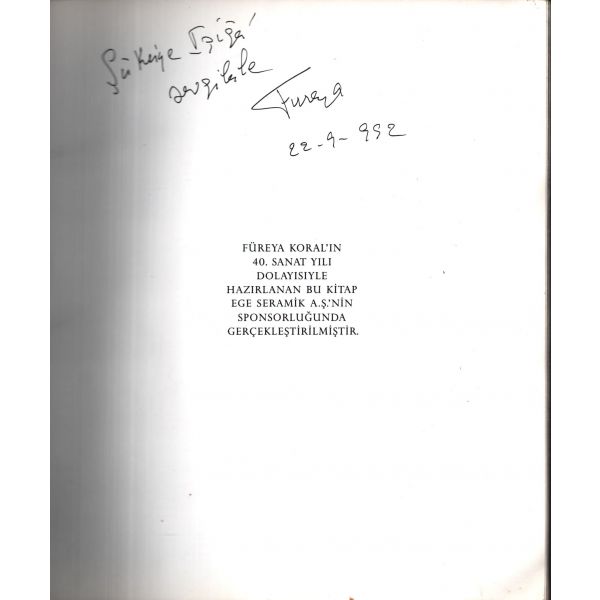 Şükriye Işığa
sevgilerle
Füreya
22-9-992
FÜREYA KORAL'IN
40. SANAT YILI
DOLAYISIYLE
HAZIRLANAN BU KİTAP
EGE SERAMİK A.Ş.'NİN
SPONSORLUĞUNDA
GERÇEKLEŞTİRİLMİŞTİR.